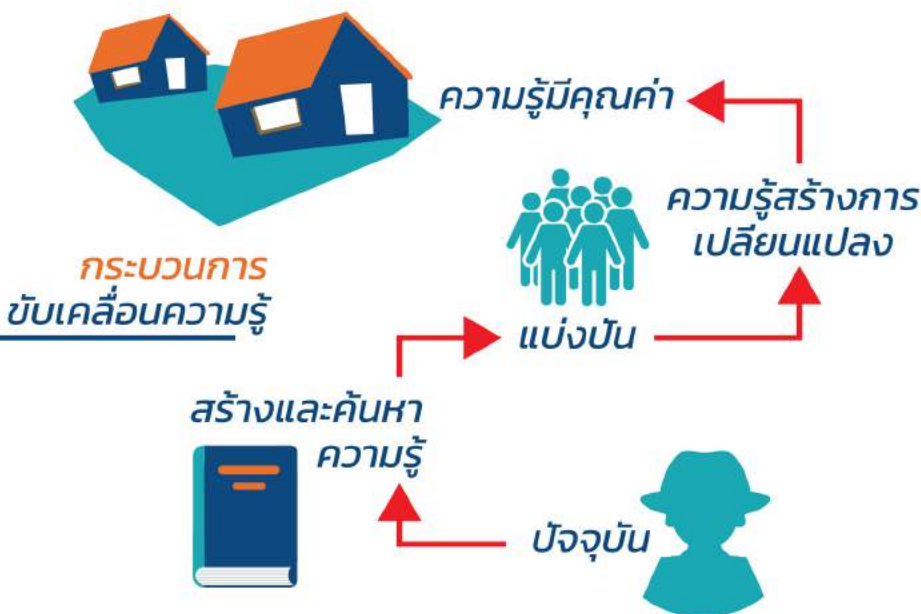 ความรู้มีคุณค่า
ความรู้สร้างการ
เปลี่ยนแปลง
กระบวนการ
ขับเคลื่อนความรู้
แบ่งปัน
สร้างและค้นหา
ความรู้
ปัจจุบัน